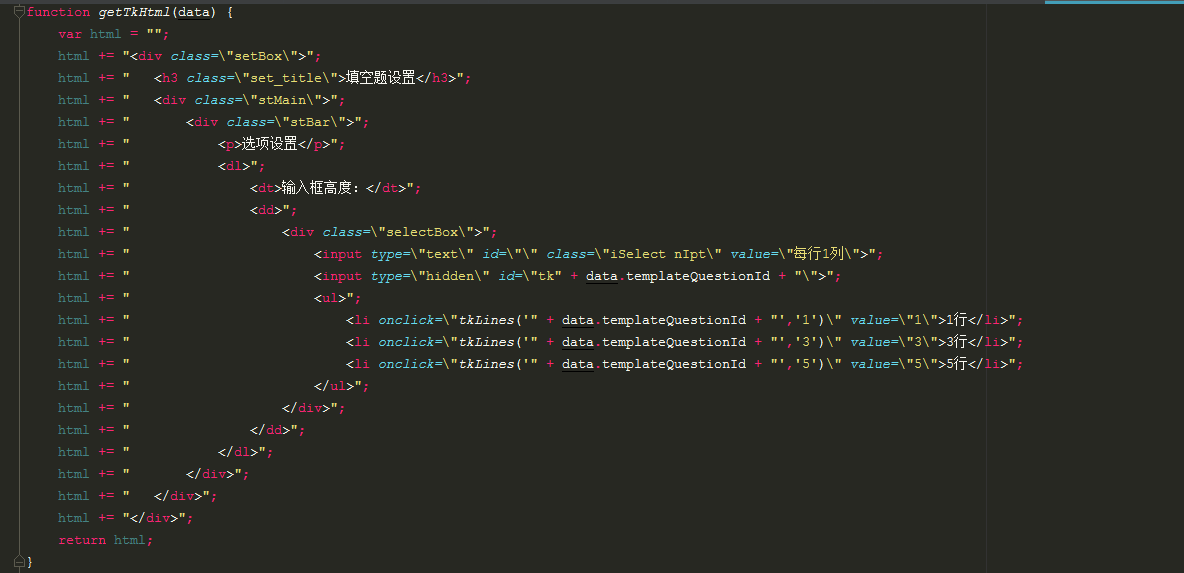 function getTkHtml(data) {
    var html = "";
    html += "<div class=\"setBox\">";
    html += "   <h3 class=\"set_title\">填空题设置</h3>";
    html += "   <div class=\"stMain\">";
    html += "       <div class=\"stBar\">";
    html += "           <p>选项设置</p>";
    html += "           <dl>";
    html += "               <dt>输入框高度：</dt>";
    html += "               <dd>";
    html += "                   <div class=\"selectBox\">";
    html += "                       <input type=\"text\" id=\"\" class=\"iSelect nIpt\" value=\"每行1列\">";
    html += "                       <input type=\"hidden\" id=\"tk" + data.templateQuestionId + "\">";
    html += "                       <ul>";
    html += "                           <li onclick=\"tkLines('" + data.templateQuestionId + "','1')\" value=\"1\">1行</li>";
    html += "                           <li onclick=\"tkLines('" + data.templateQuestionId + "','3')\" value=\"3\">3行</li>";
    html += "                           <li onclick=\"tkLines('" + data.templateQuestionId + "','5')\" value=\"5\">5行</li>";
    html += "                       </ul>";
    html += "                   </div>";
    html += "               </dd>";
    html += "           </dl>";
    html += "       </div>";
    html += "   </div>";
    html += "</div>";
    return html;
}